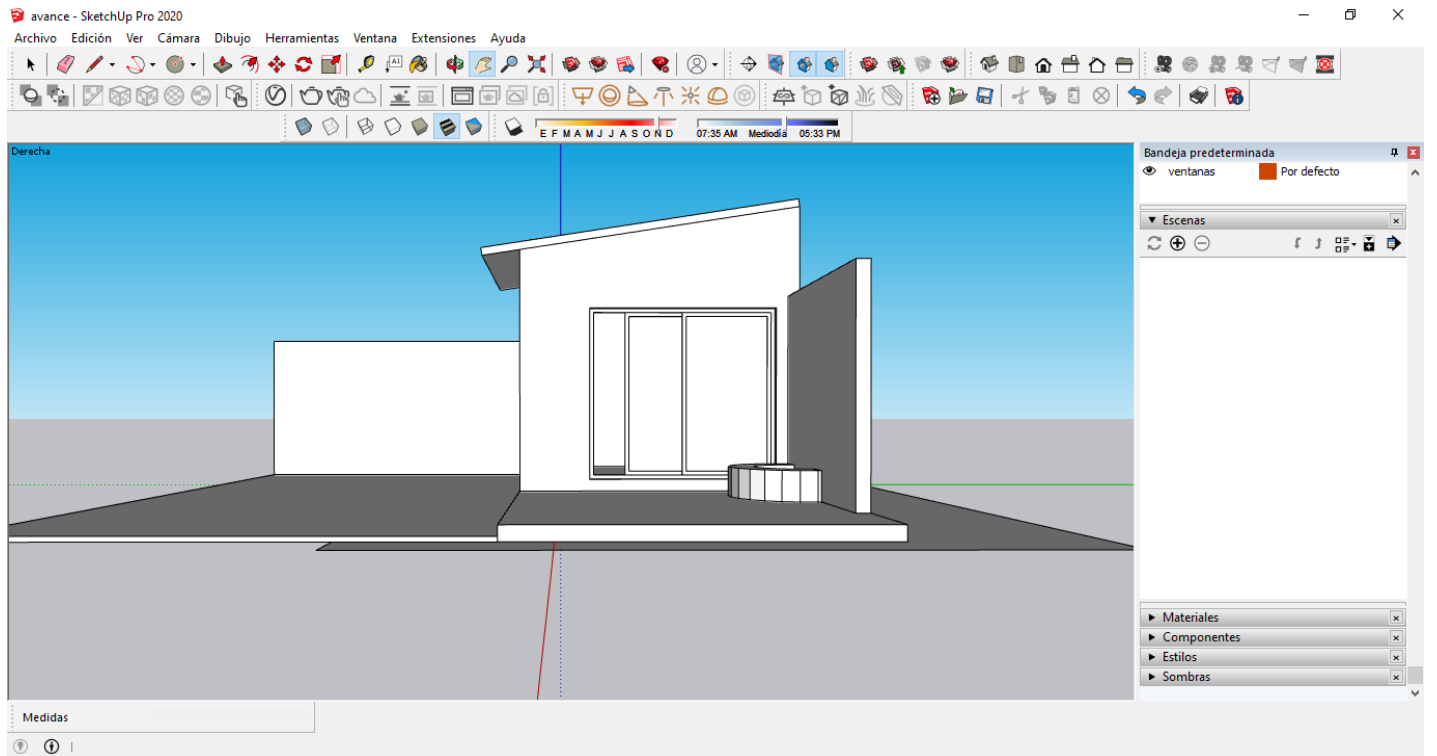 avance - SketchUp Pro 2020
Archivo Edición Ver Cámara Dibujo Herramientas Ventana Extensiones Ayuda
A1
E F M A M J J A S O N D 07:35 AM Mediodía 05:33 PM
Derecha
Bandeja predeterminada
ventanas Por defecto
Escenas
Materiales
Componentes
Estilos
Sombras
Medidas